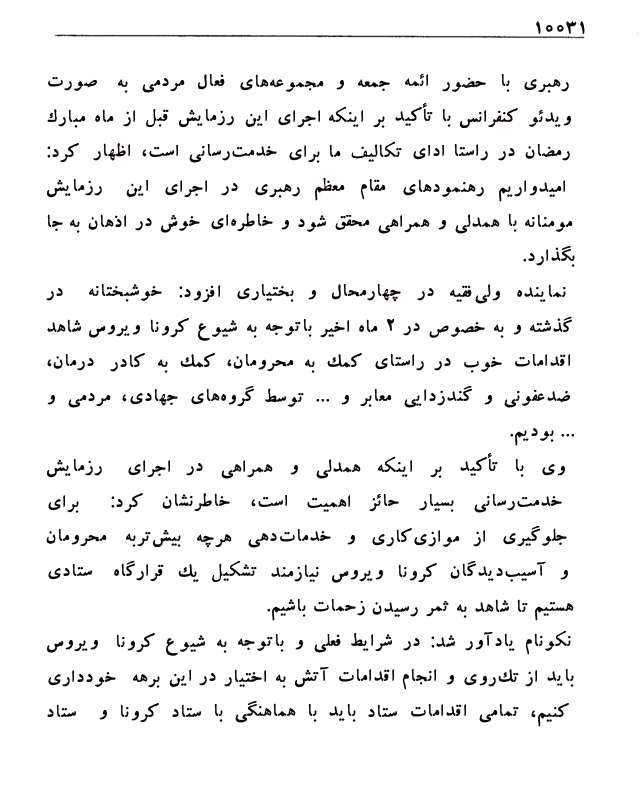 ۱۰۰۳۱
رهبری با حضور ائمه جمعه و مجموعه‌های فعال مردمی به صورت
ویدئو کنفرانس با تأکید بر اینکه اجرای این رزمایش قبل از ماه مبارك
رمضان در راستا ادای تکالیف ما برای خدمت‌رسانی است، اظهار کرد:
امیدواریم رهنمودهای مقام معظم رهبری در اجرای این رزمایش
مومنانه با همدلی و همراهی محقق شود و خاطره‌ای خوش در اذهان به جا
بگذارد.
نماینده ولی‌فقیه در چهارمحال و بختیاری افزود: خوشبختانه در
گذشته و به خصوص در ۲ ماه اخیر باتوجه به شیوع کرونا ویروس شاهد
اقدامات خوب در راستای کمك به محرومان، کمك به کادر درمان،
ضدعفونی و گندزدایی معابر و ... توسط گروه‌های جهادی، مردمی و
... بودیم.
وی با تأکید بر اینکه همدلی و همراهی در اجرای رزمایش
خدمت‌رسانی بسیار حائز اهمیت است، خاطرنشان کرد: برای
جلوگیری از موازی‌کاری و خدمات‌دهی هرچه بیش‌تربه محرومان
و آسیب‌دیدگان کرونا ویروس نیازمند تشکیل یك قرارگاه ستادی
هستیم تا شاهد به ثمر رسیدن زحمات باشیم.
نکونام یادآور شد: در شرایط فعلی و باتوجه به شیوع کرونا ویروس
باید از تك‌روی و انجام اقدامات آتش به اختیار در این برهه خودداری
کنیم، تمامی اقدامات ستاد باید با هماهنگی با ستاد کرونا و ستاد